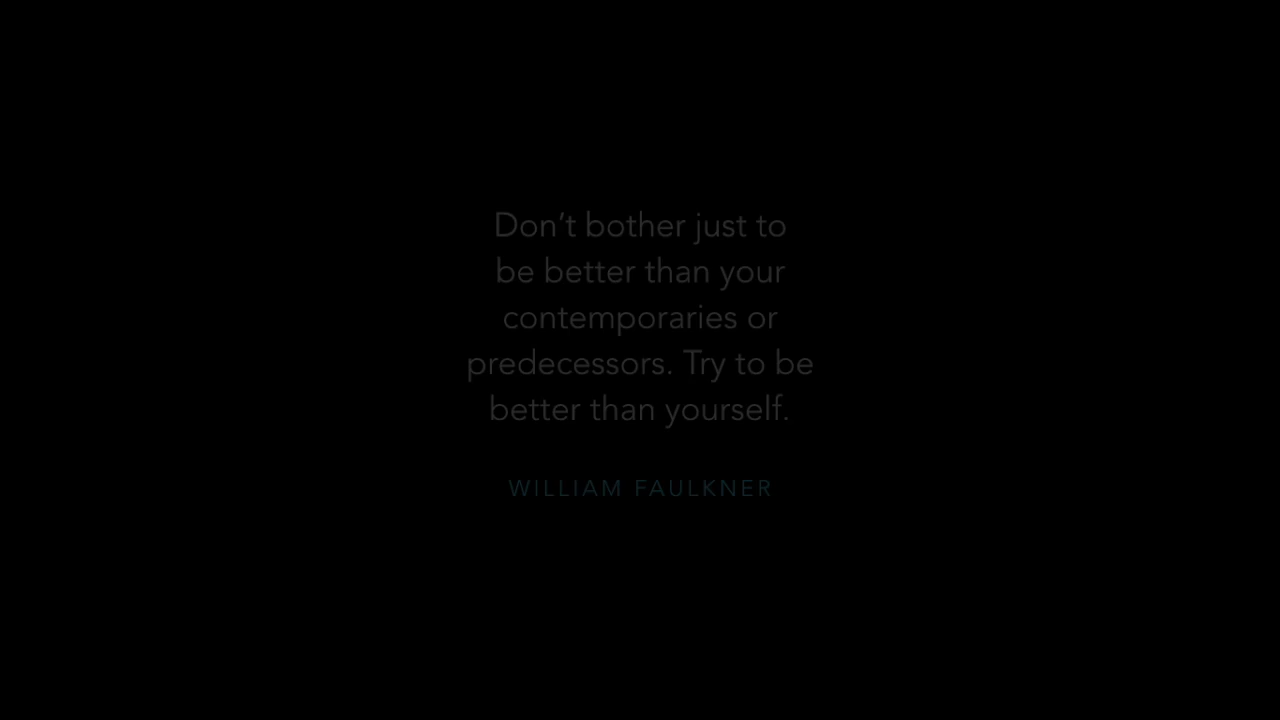 Don’t bother just to
be better than your
contemporaries or
predecessors. Try to be
better than yourself.
WILLIAM FAULKNER